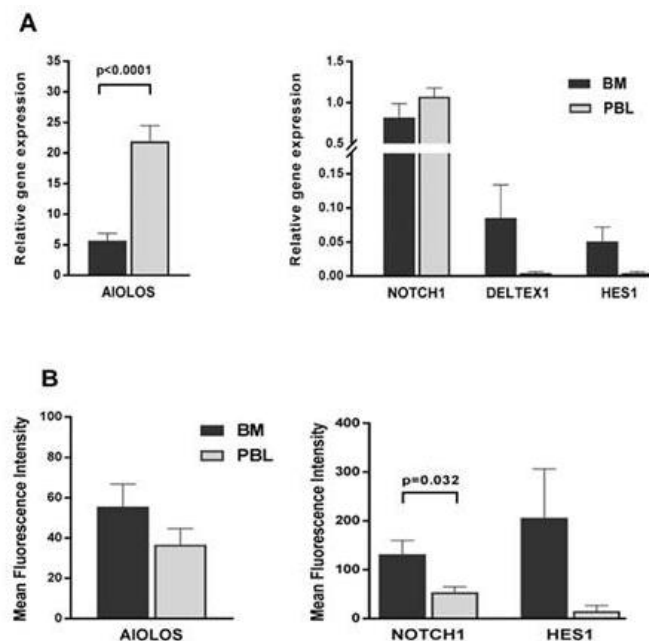 A
Relative gene expression
35
30
25
20
15
10
5
0
p<0.0001
AIOLOS
Relative gene expression
1.5
1.0
0.5
0.15
0.10
0.05
0.00
BM
PBL
NOTCH1 DELTEX1 HES1
B
Mean Fluorescence Intensity
100
80
60
40
20
0
BM
PBL
AIOLOS
Mean Fluorescence Intensity
400
300
200
100
0
p=0.032
NOTCH1 HES1